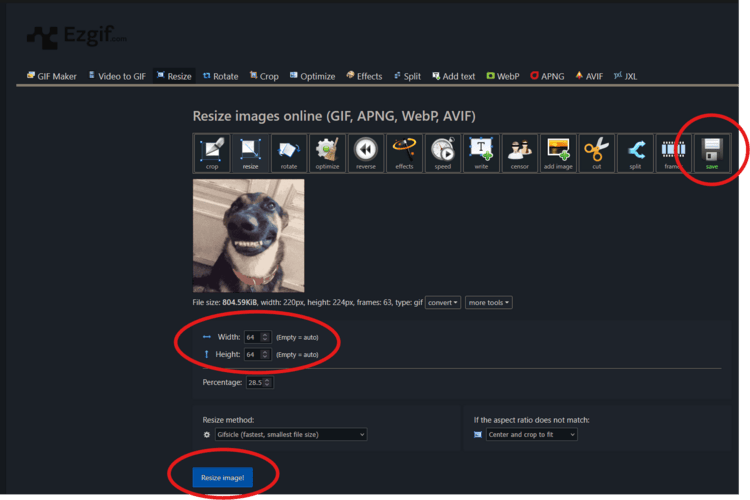 Ezgif.com
GIF Maker Video to GIF Resize Rotate Crop Optimize Effects Split Add text WebP APNG AVIF JXL
Resize images online (GIF, APNG, WebP, AVIF)
crop resize rotate optimize reverse effects speed write censor add image cut split frames save
File size: 804.59KiB, width: 220px, height: 224px, frames: 63, type: gif convert more tools
Width: 64 (Empty = auto)
Height: 64 (Empty = auto)
Percentage: 28.5
Resize method: If the aspect ratio does not match:
Gifsicle (fastest, smallest file size) Center and crop to fit
Resize image!